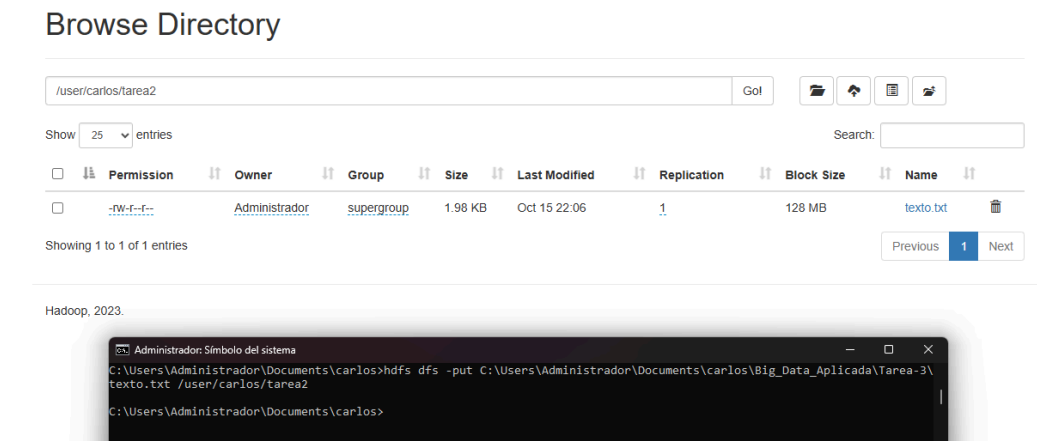 Browse Directory
/user/carlos/tarea2 Go!
Show 25 entries Search:
Permission Owner Group Size Last Modified Replication Block Size Name
-rw-r--r-- Administrador supergroup 1.98 KB Oct 15 22:06 1 128 MB texto.txt
Showing 1 to 1 of 1 entries Previous 1 Next
Hadoop, 2023.
Administrador: Símbolo del sistema
C:\Users\Administrador\Documents\carlos>hdfs dfs -put C:\Users\Administrador\Documents\carlos\Big_Data_Aplicada\Tarea-3\
texto.txt /user/carlos/tarea2
C:\Users\Administrador\Documents\carlos>